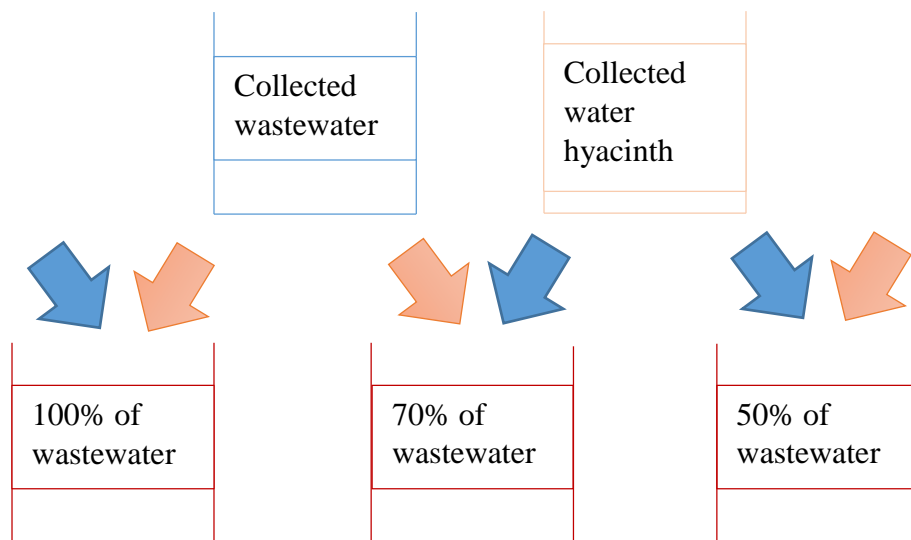 Collected
wastewater
Collected
water
hyacinth
100% of
wastewater
70% of
wastewater
50% of
wastewater